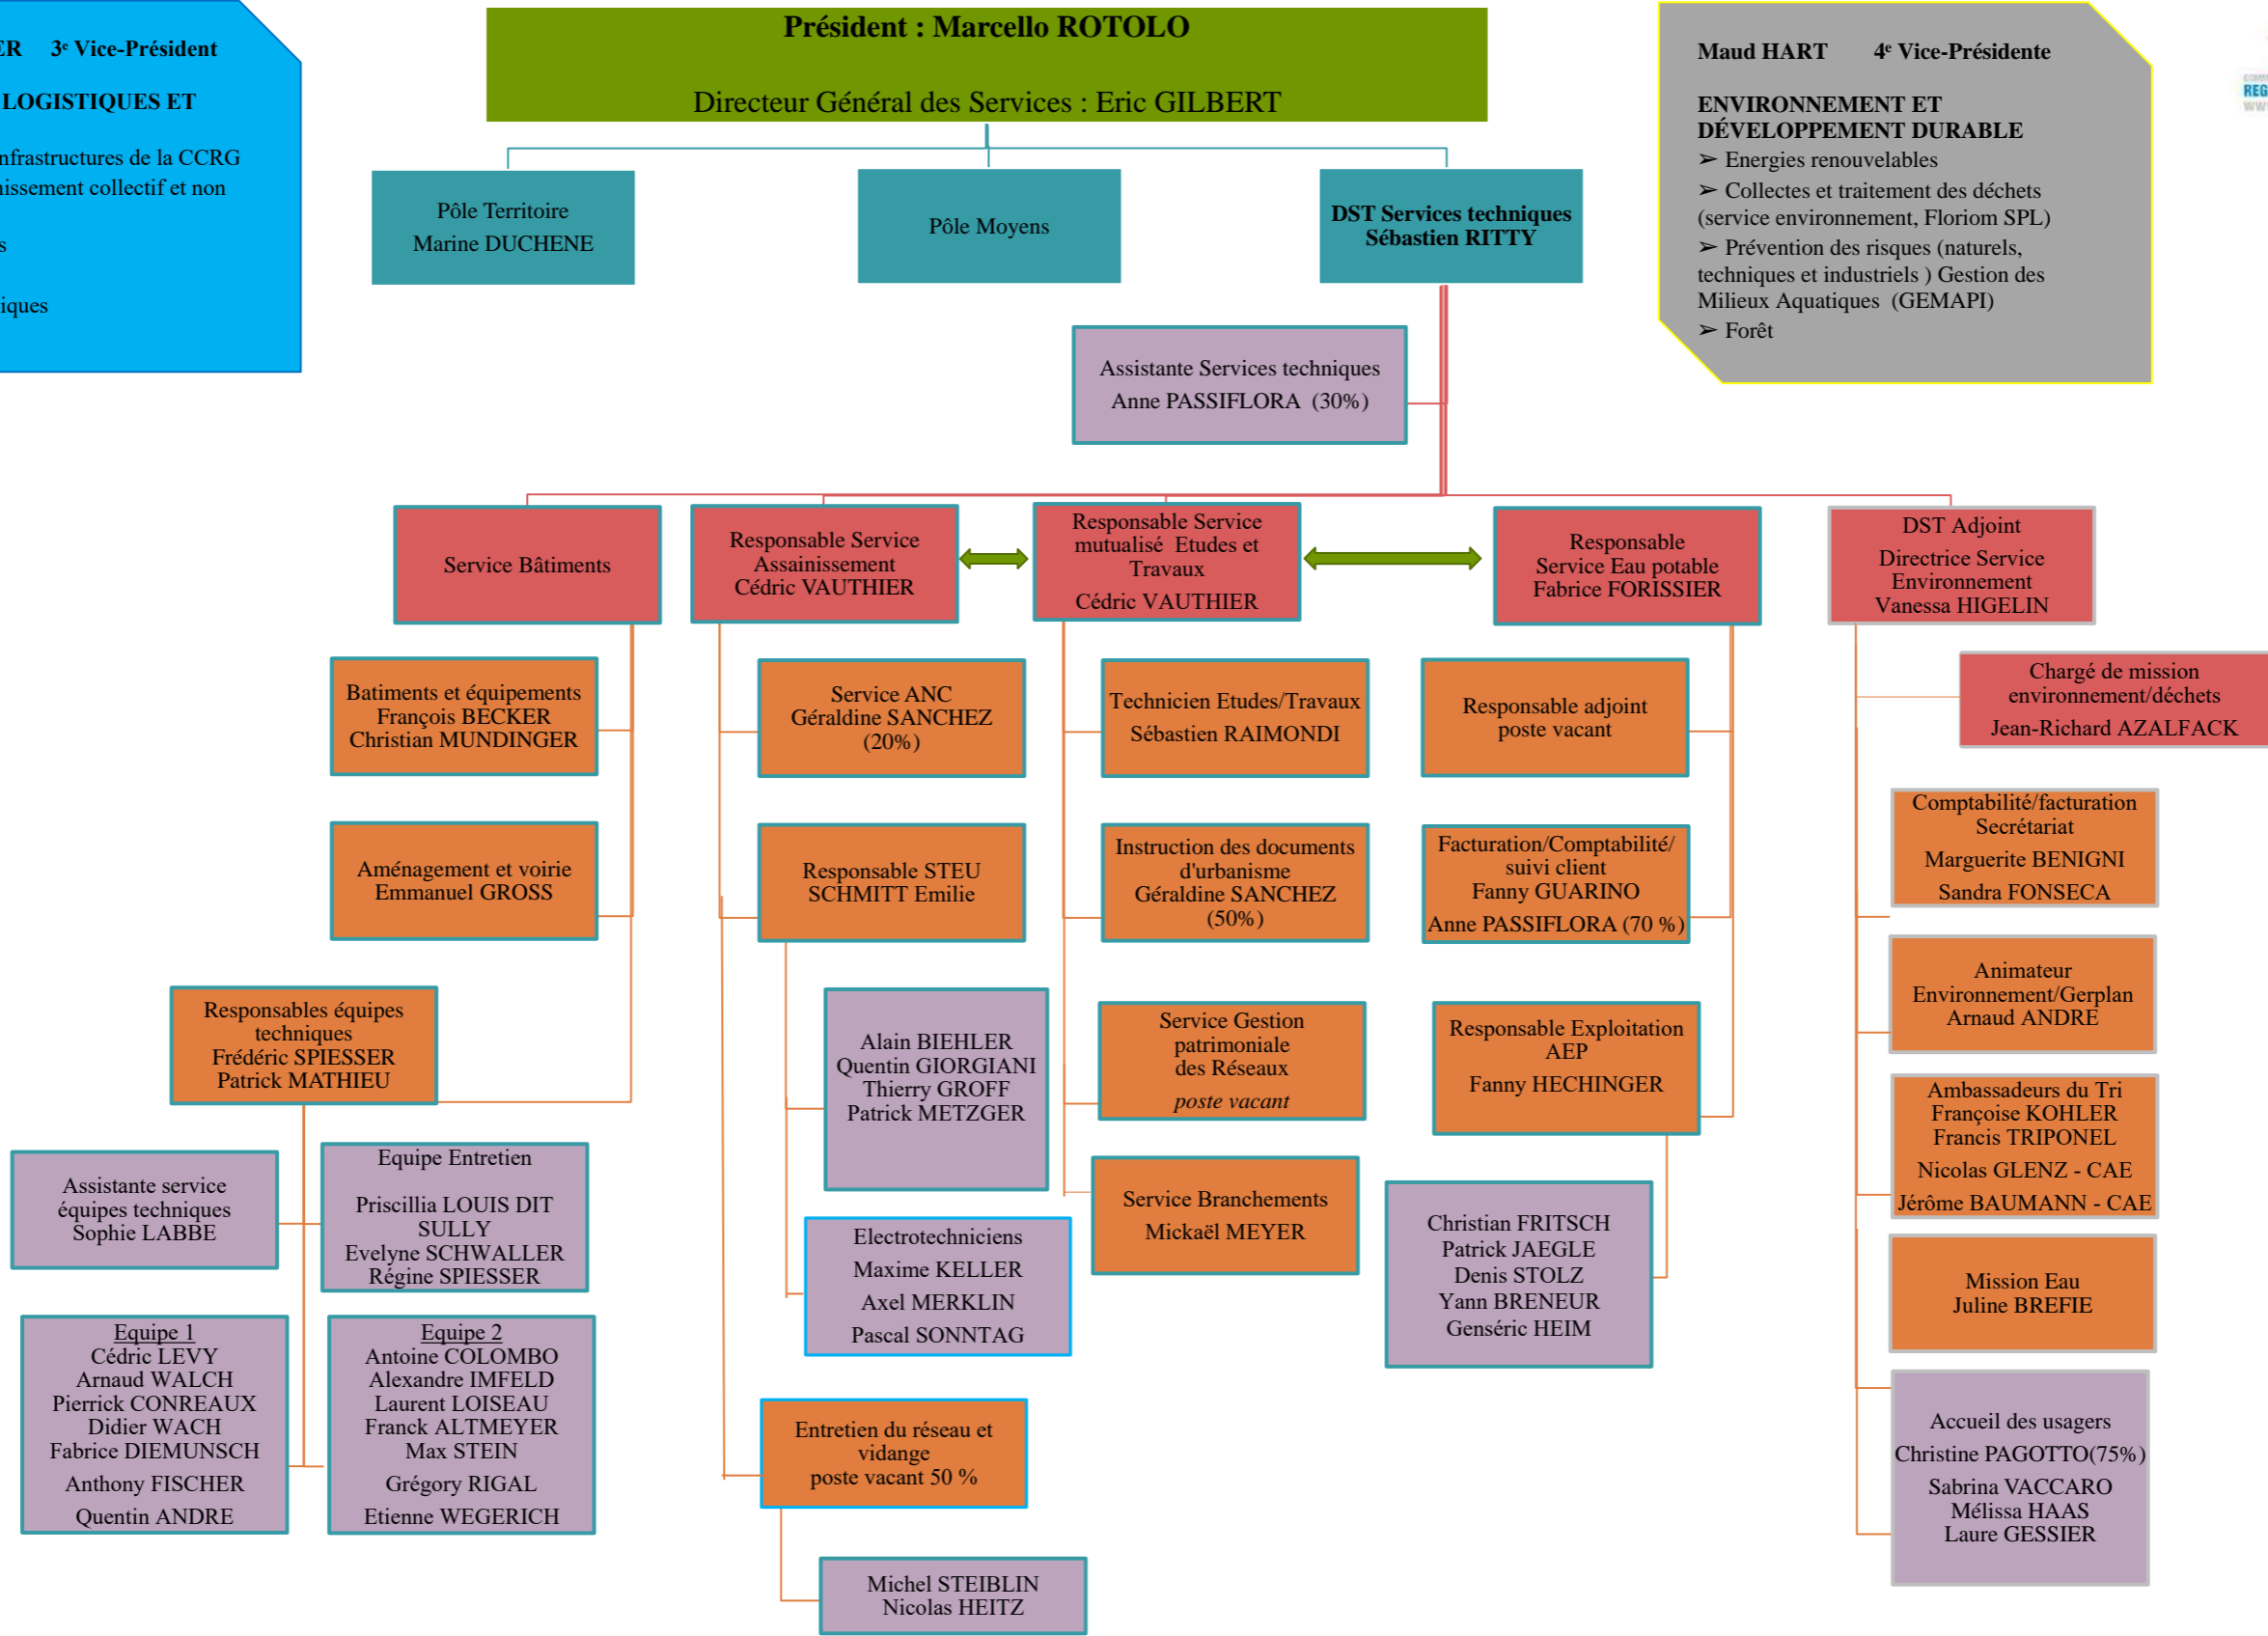 ER 3e Vice-Président
LOGISTIQUES ET
nfrastructures de la CCRG
nissement collectif et non
s
iques
Président : Marcello ROTOLO
Directeur Général des Services : Eric GILBERT
Maud HART 4e Vice-Présidente
ENVIRONNEMENT ET
DÉVELOPPEMENT DURABLE
➢ Energies renouvelables
➢ Collectes et traitement des déchets
(service environnement, Floriom SPL)
➢ Prévention des risques (naturels,
techniques et industriels ) Gestion des
Milieux Aquatiques (GEMAPI)
➢ Forêt
REG
WWW
Pôle Territoire
Marine DUCHENE
Pôle Moyens
DST Services techniques
Sébastien RITTY
Assistante Services techniques
Anne PASSIFLORA (30%)
Service Bâtiments
Responsable Service
Assainissement
Cédric VAUTHIER
Responsable Service
mutualisé Etudes et
Travaux
Cédric VAUTHIER
Responsable
Service Eau potable
Fabrice FORISSIER
DST Adjoint
Directrice Service
Environnement
Vanessa HIGELIN
Batiments et équipements
François BECKER
Christian MUNDINGER
Aménagement et voirie
Emmanuel GROSS
Responsables équipes
techniques
Frédéric SPIESSER
Patrick MATHIEU
Assistante service
équipes techniques
Sophie LABBE
Equipe Entretien
Priscillia LOUIS DIT
SULLY
Evelyne SCHWALLER
Régine SPIESSER
Equipe 1
Cédric LEVY
Arnaud WALCH
Pierrick CONREAUX
Didier WACH
Fabrice DIEMUNSCH
Anthony FISCHER
Quentin ANDRE
Equipe 2
Antoine COLOMBO
Alexandre IMFELD
Laurent LOISEAU
Franck ALTMEYER
Max STEIN
Grégory RIGAL
Etienne WEGERICH
Service ANC
Géraldine SANCHEZ
(20%)
Responsable STEU
SCHMITT Emilie
Alain BIEHLER
Quentin GIORGIANI
Thierry GROFF
Patrick METZGER
Electrotechniciens
Maxime KELLER
Axel MERKLIN
Pascal SONNTAG
Entretien du réseau et
vidange
poste vacant 50 %
Michel STEIBLIN
Nicolas HEITZ
Technicien Etudes/Travaux
Sébastien RAIMONDI
Instruction des documents
d'urbanisme
Géraldine SANCHEZ
(50%)
Service Gestion
patrimoniale
des Réseaux
poste vacant
Service Branchements
Mickaël MEYER
Responsable adjoint
poste vacant
Facturation/Comptabilité/
suivi client
Fanny GUARINO
Anne PASSIFLORA (70 %)
Responsable Exploitation
AEP
Fanny HECHINGER
Christian FRITSCH
Patrick JAEGLE
Denis STOLZ
Yann BRENEUR
Genséric HEIM
Chargé de mission
environnement/déchets
Jean-Richard AZALFACK
Comptabilité/facturation
Secrétariat
Marguerite BENIGNI
Sandra FONSECA
Animateur
Environnement/Gerplan
Arnaud ANDRE
Ambassadeurs du Tri
Françoise KOHLER
Francis TRIPONEL
Nicolas GLENZ - CAE
Jérôme BAUMANN - CAE
Mission Eau
Juline BREFIE
Accueil des usagers
Christine PAGOTTO(75%)
Sabrina VACCARO
Mélissa HAAS
Laure GESSIER